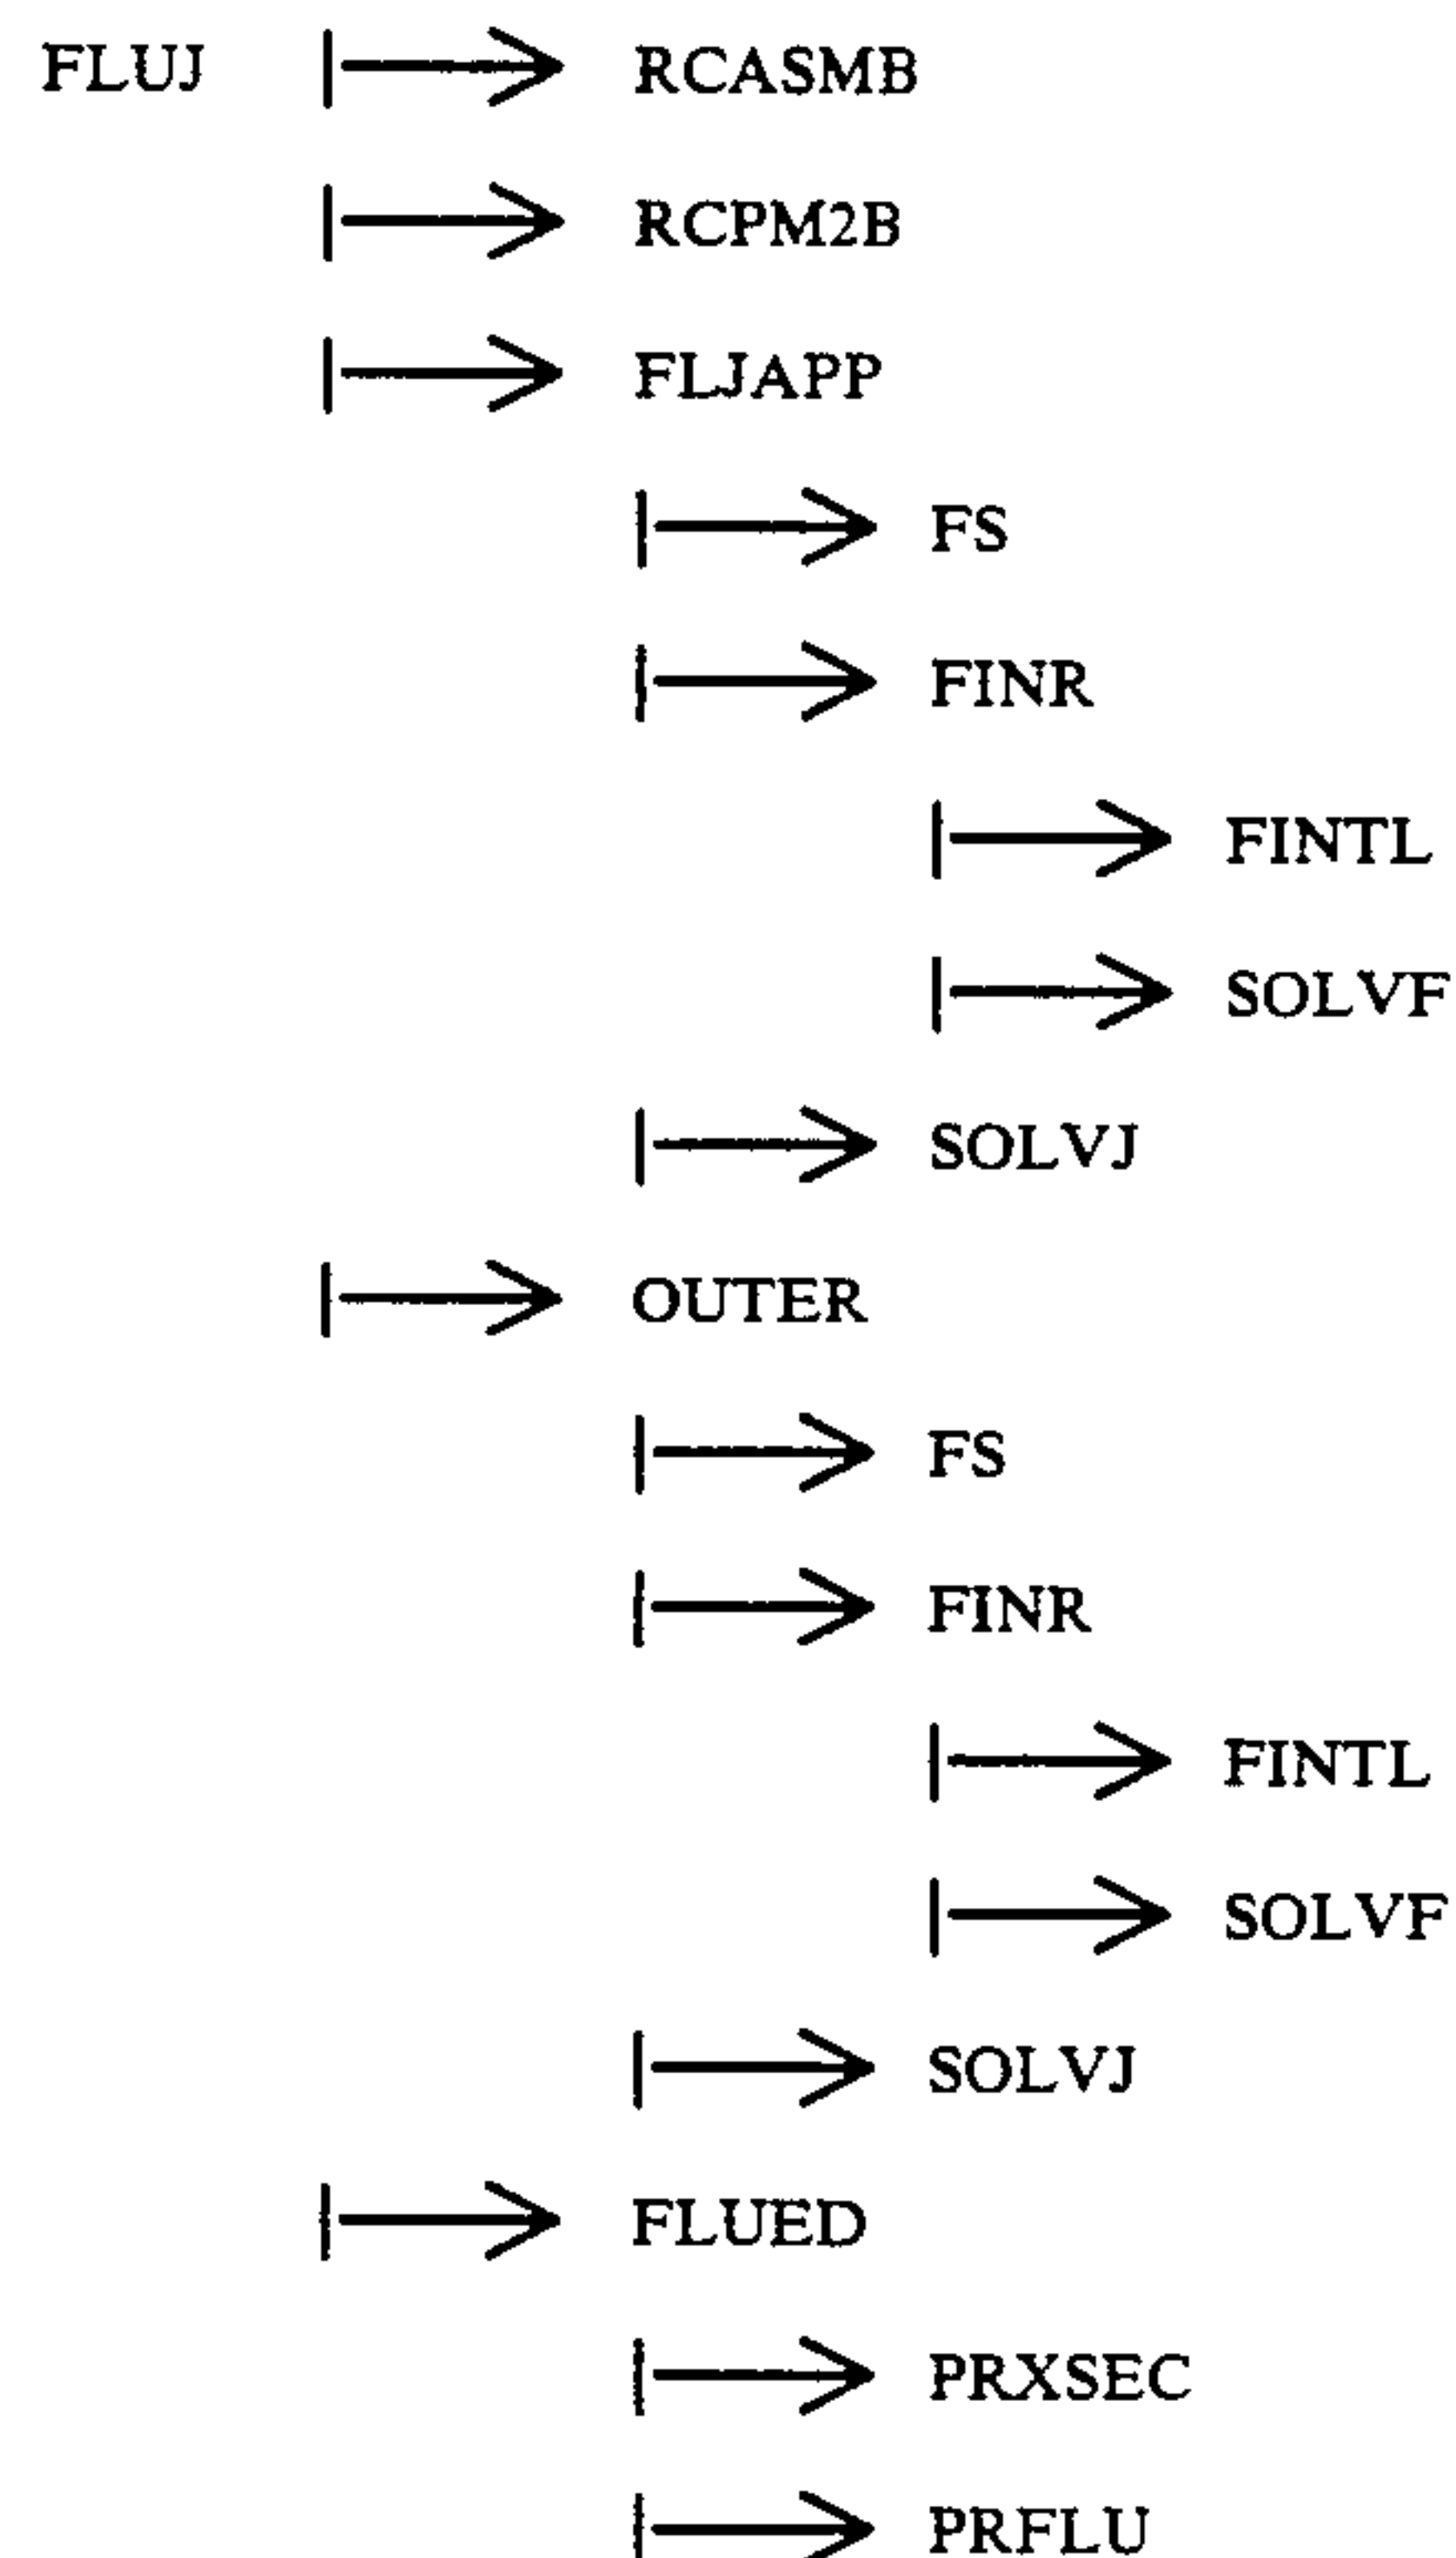 FLUJ RCASMB
RCPM2B
FLJAPP
FS
FINR
FINTL
SOLVF
SOLVJ
OUTER
FS
FINR
FINTL
SOLVF
SOLVJ
FLUED
PRXSEC
PRFLU